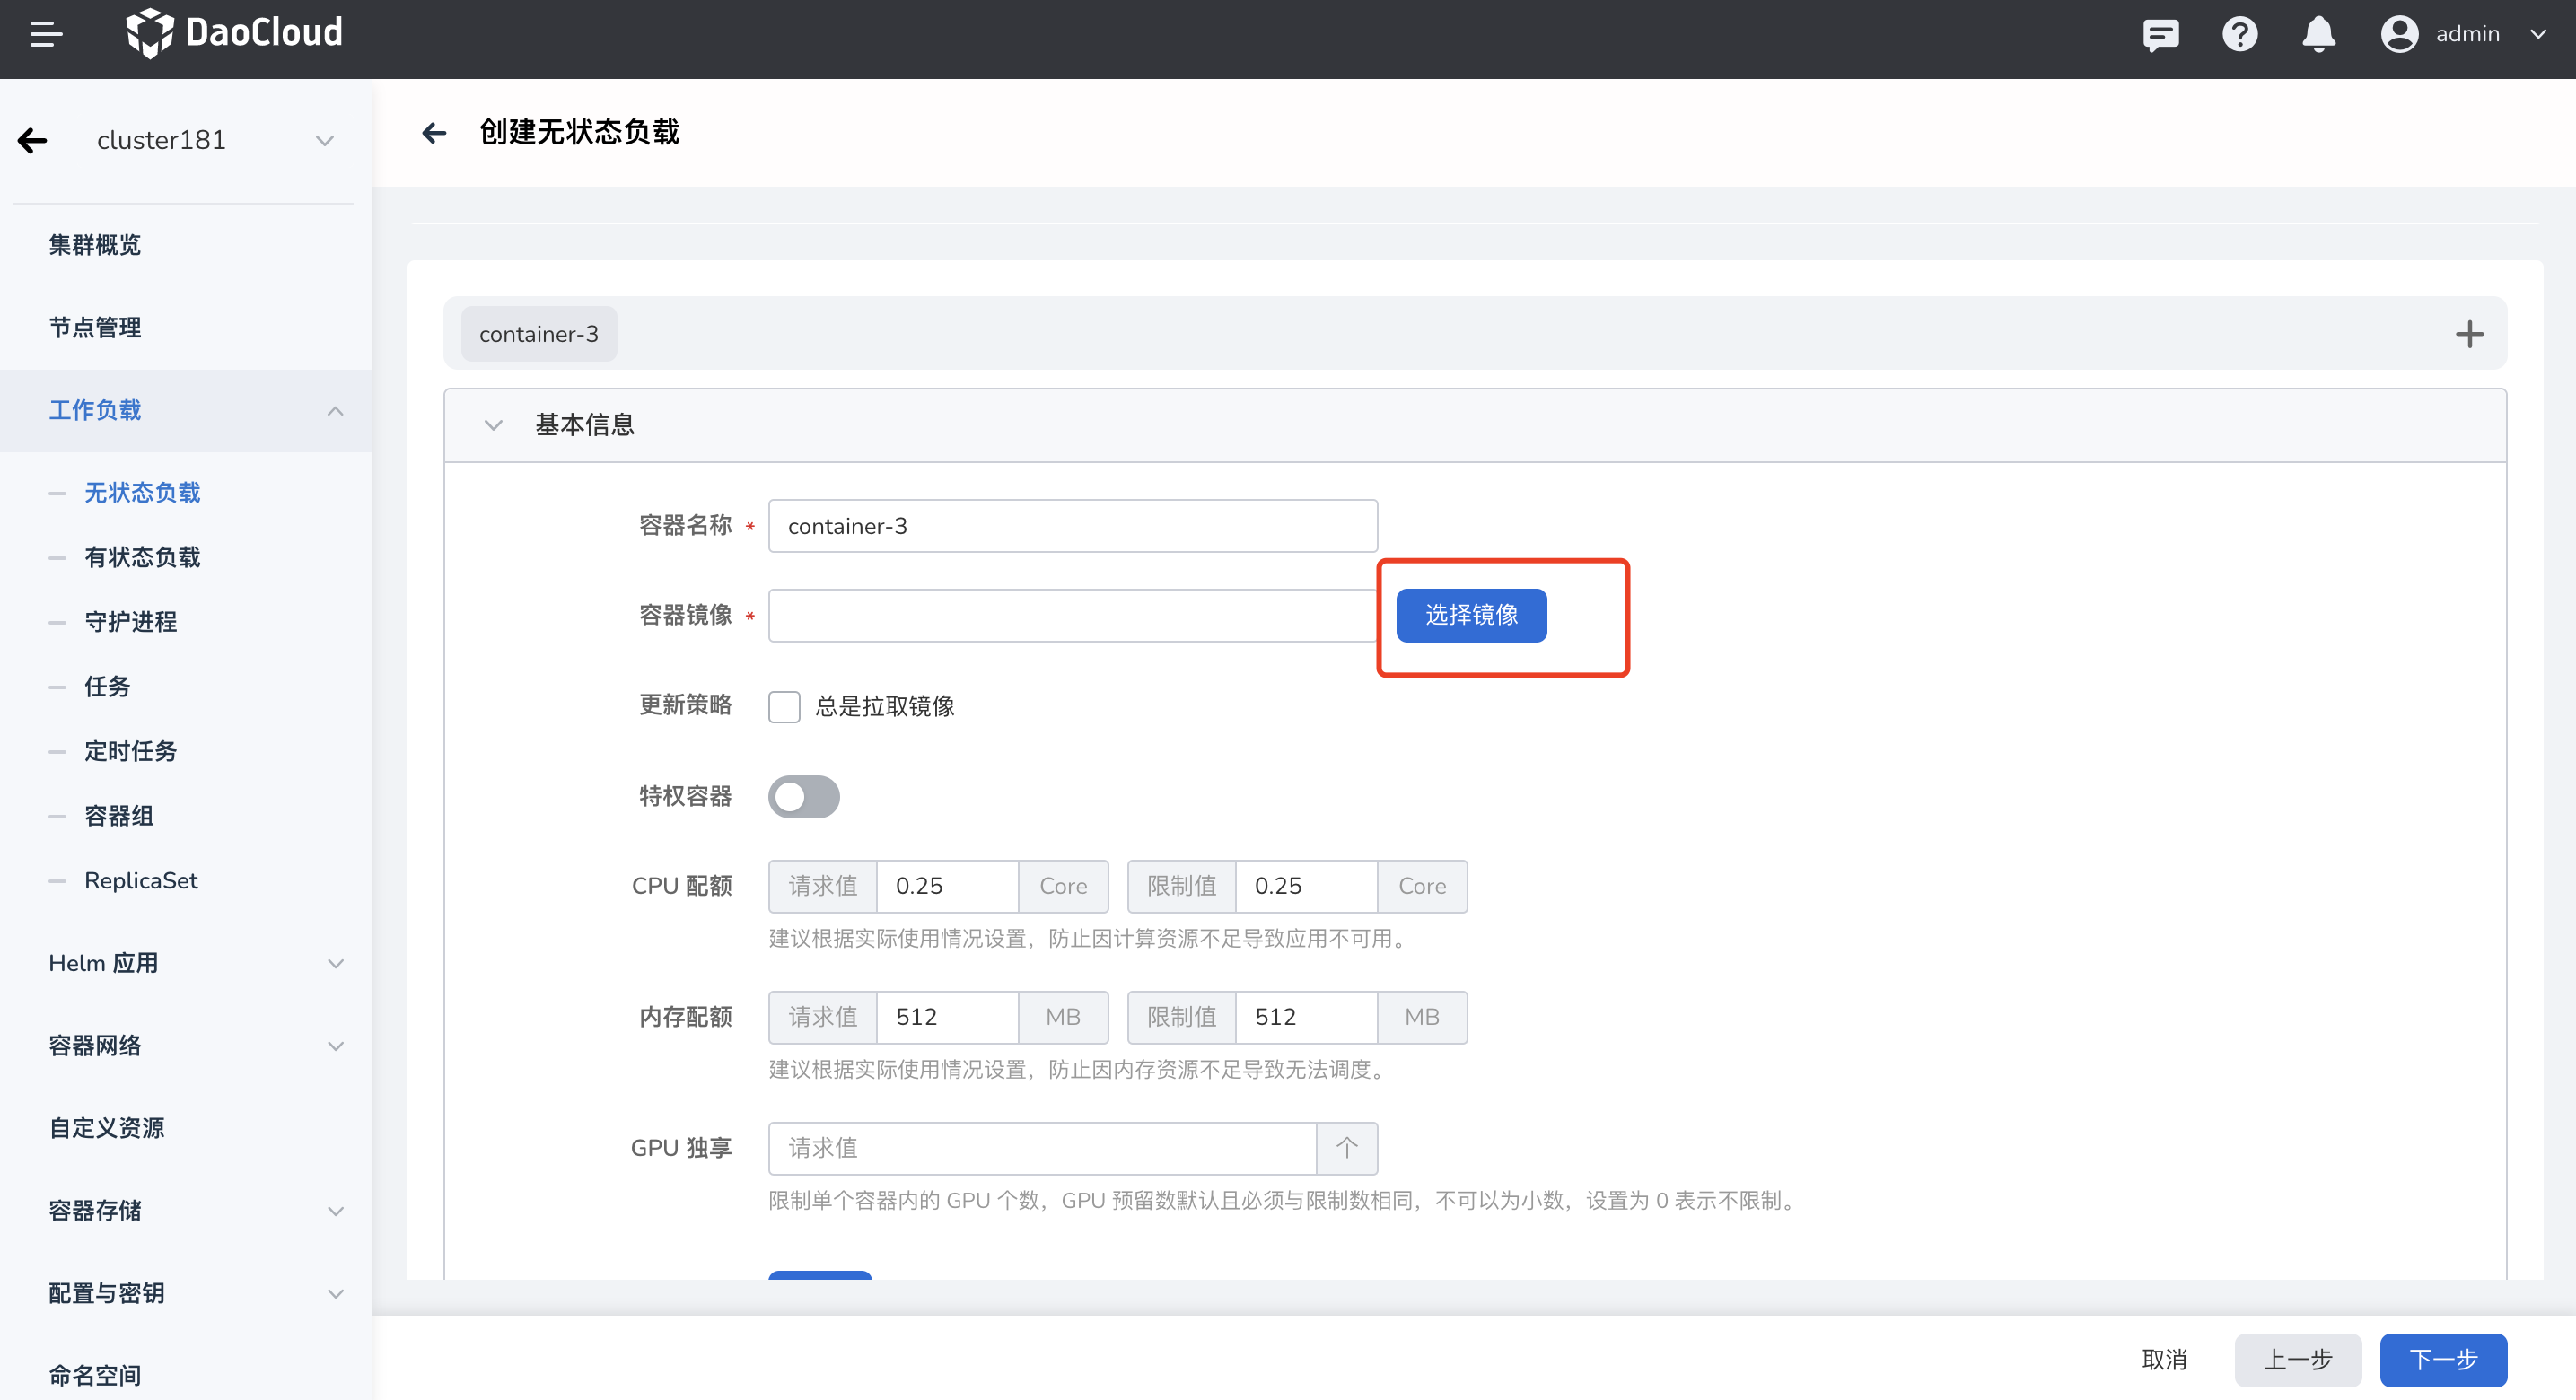 DaoCloud
admin
cluster181
集群概览
节点管理
工作负载
无状态负载
有状态负载
守护进程
任务
定时任务
容器组
ReplicaSet
Helm 应用
容器网络
自定义资源
容器存储
配置与密钥
命名空间
创建无状态负载
container-3
基本信息
容器名称 * container-3
容器镜像 * 选择镜像
更新策略 总是拉取镜像
特权容器
CPU 配额 请求值 0.25 Core 限制值 0.25 Core
建议根据实际使用情况设置，防止因计算资源不足导致应用不可用。
内存配额 请求值 512 MB 限制值 512 MB
建议根据实际使用情况设置，防止因内存资源不足导致无法调度。
GPU 独享 请求值 个
限制单个容器内的 GPU 个数，GPU 预留数默认且必须与限制数相同，不可以为小数，设置为 0 表示不限制。
取消 上一步 下一步